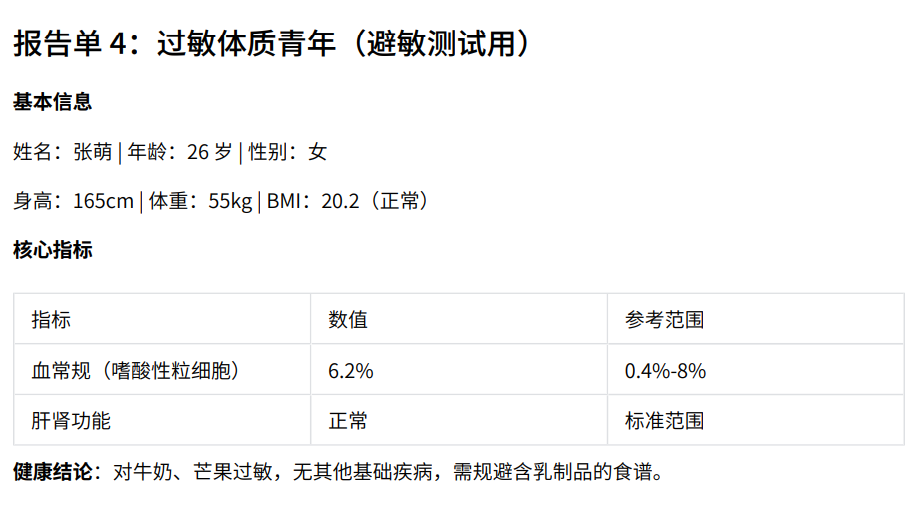 报告单 4：过敏体质青年（避敏测试用）
基本信息
姓名：张萌 | 年龄：26 岁 | 性别：女
身高：165cm | 体重：55kg | BMI：20.2（正常）
核心指标
指标 数值 参考范围
血常规（嗜酸性粒细胞） 6.2% 0.4%-8%
肝肾功能 正常 标准范围
健康结论：对牛奶、芒果过敏，无其他基础疾病，需规避含乳制品的食谱。